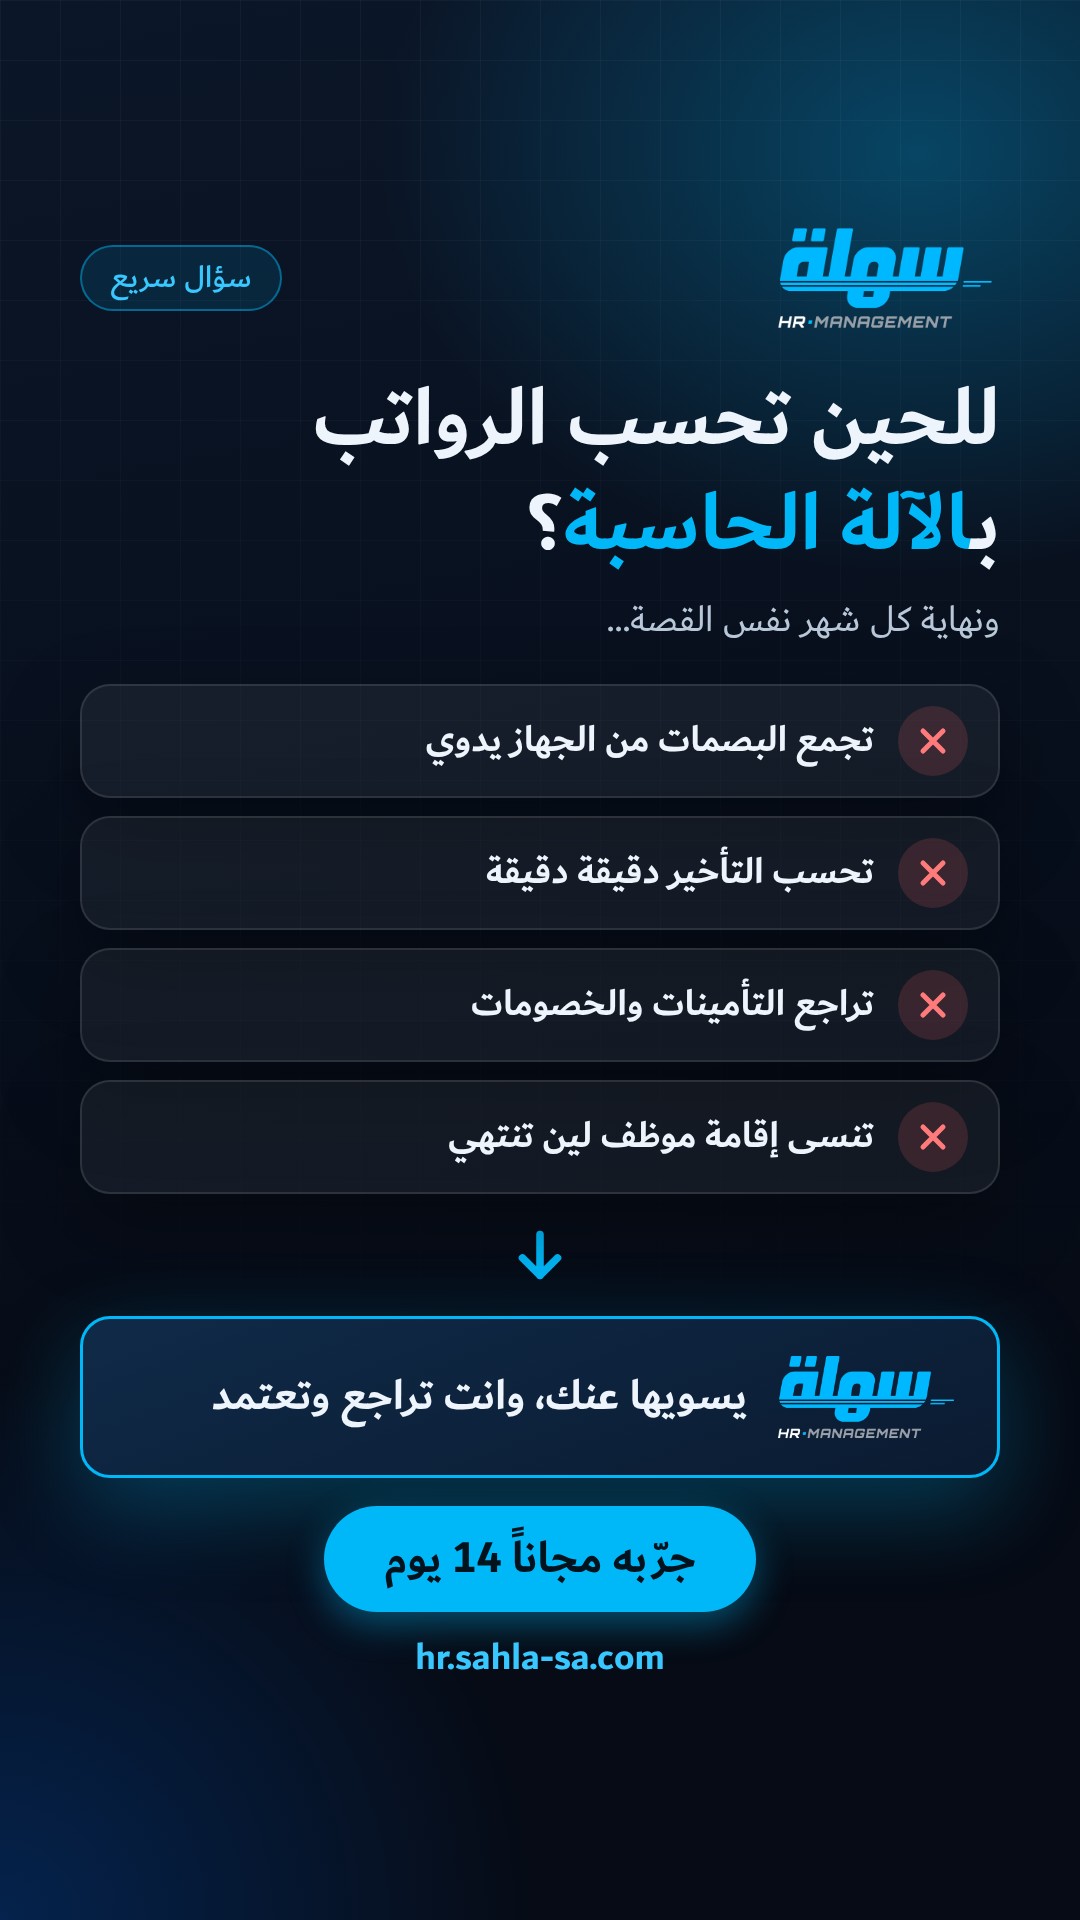 سهلة
HR·MANAGEMENT
سؤال سريع
للحين تحسب الرواتب
بالآلة الحاسبة؟
ونهاية كل شهر نفس القصة...
تجمع البصمات من الجهاز يدوي
تحسب التأخير دقيقة دقيقة
تراجع التأمينات والخصومات
تنسى إقامة موظف لين تنتهي
سهلة
HR·MANAGEMENT
يسويها عنك، وانت تراجع وتعتمد
جرّبه مجاناً 14 يوم
hr.sahla-sa.com